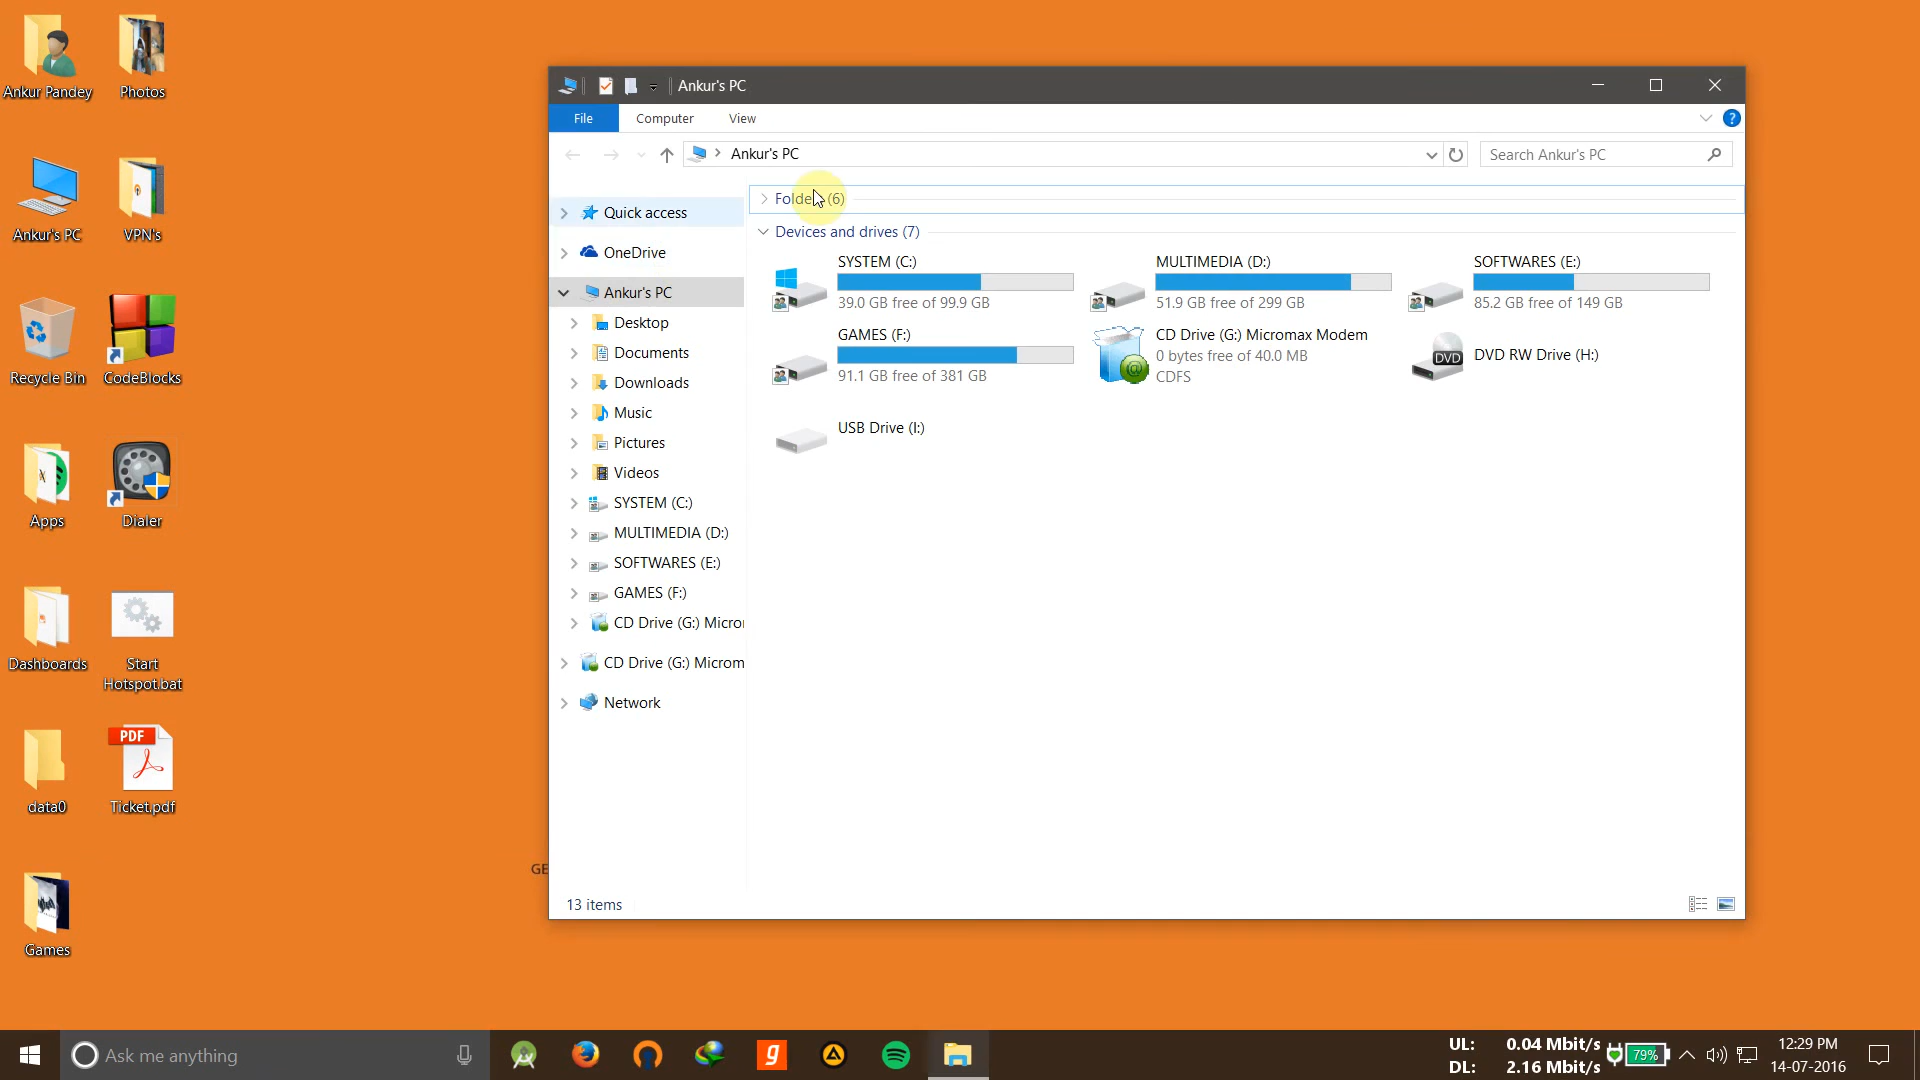 Ankur Pandey
Photos
Ankur's PC
VPN's
Recycle Bin
CodeBlocks
Apps
Dialer
Dashboards
Start
Hotspot.bat
data0
PDF
Ticket.pdf
Games
GE
Ankur's PC
File
Computer
View
?
Ankur's PC
Search Ankur's PC
Quick access
OneDrive
Ankur's PC
Desktop
Documents
Downloads
Music
Pictures
Videos
SYSTEM (C:)
MULTIMEDIA (D:)
SOFTWARES (E:)
GAMES (F:)
CD Drive (G:) Micro
CD Drive (G:) Microm
Network
(6)
Devices and drives (7)
SYSTEM (C:)
39.0 GB free of 99.9 GB
MULTIMEDIA (D:)
51.9 GB free of 299 GB
SOFTWARES (E:)
85.2 GB free of 149 GB
GAMES (F:)
91.1 GB free of 381 GB
CD Drive (G:) Micromax Modem
0 bytes free of 40.0 MB
CDFS
DVD
DVD RW Drive (H:)
USB Drive (I:)
13 items
Ask me anything
g
UL: 0.04 Mbit/s
DL: 2.16 Mbit/s
79%
12:29 PM
14-07-2016